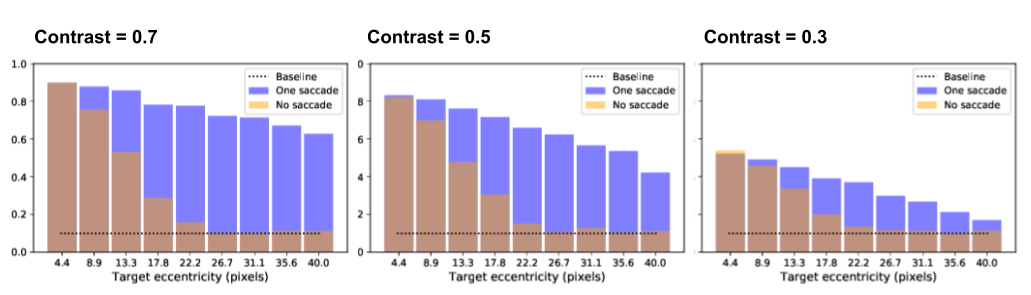 Contrast = 0.7
Contrast = 0.5
Contrast = 0.3
1.0
0.8
0.6
0.4
0.2
0.0
Baseline
One saccade
No saccade
4.4 8.9 13.3 17.8 22.2 26.7 31.1 35.6 40.0
Target eccentricity (pixels)
0
8
6
4
2
0.0
Baseline
One saccade
No saccade
4.4 8.9 13.3 17.8 22.2 26.7 31.1 35.6 40.0
Target eccentricity (pixels)
Baseline
One saccade
No saccade
4.4 8.9 13.3 17.8 22.2 26.7 31.1 35.6 40.0
Target eccentricity (pixels)